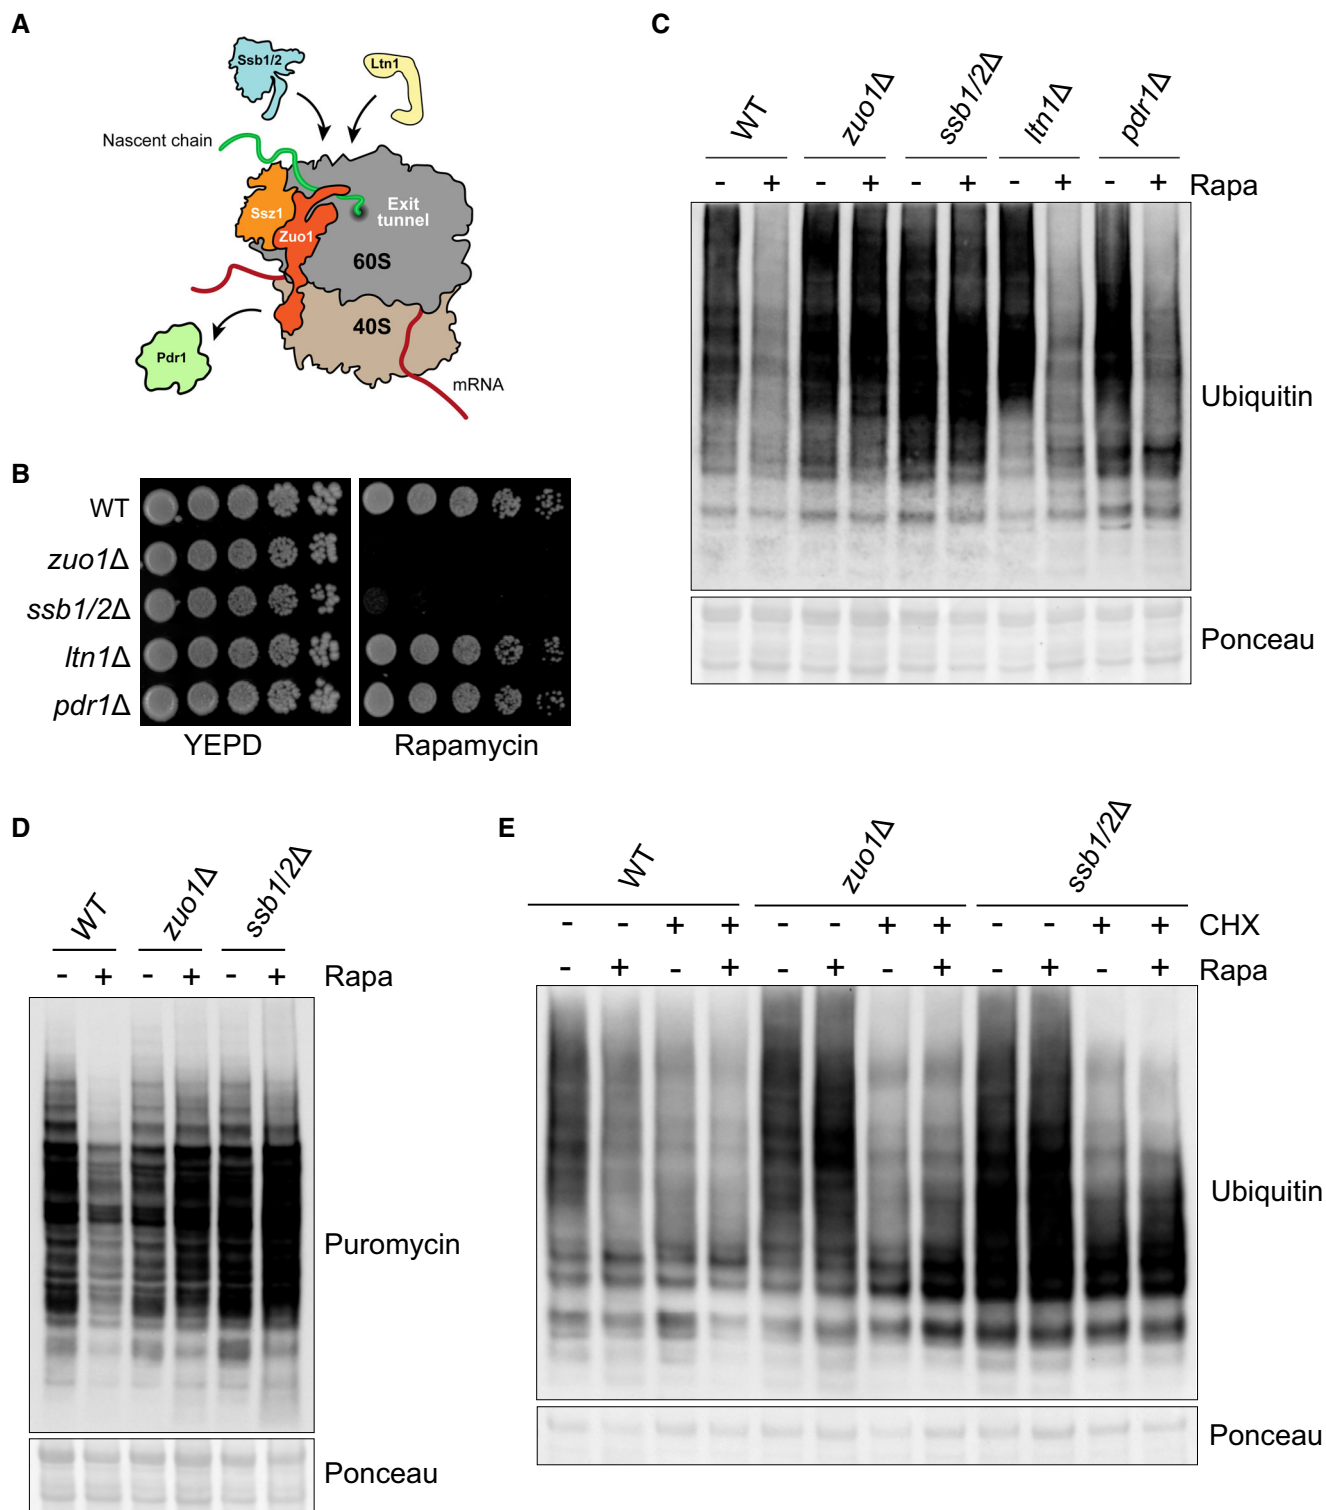 A
Ssb1/2
Ltn1
Nascent chain
Ssz1
Zuo1
Exit
tunnel
60S
40S
Pdr1
mRNA
B
WT
zuo1Δ
ssb1/2Δ
ltn1Δ
pdr1Δ
YEPD
Rapamycin
C
WT
zuo1Δ
ssb1/2Δ
ltn1Δ
pdr1Δ
- + - + - + - + - + Rapa
Ubiquitin
Ponceau
D
WT
zuo1Δ
ssb1/2Δ
- + - + - + Rapa
Puromycin
Ponceau
E
WT
zuo1Δ
ssb1/2Δ
- - + + - - + + - - + + CHX
- + - + - + - + - + - + Rapa
Ubiquitin
Ponceau